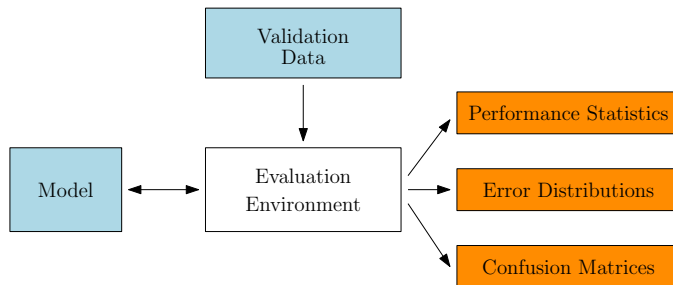 Validation
Data
Performance Statistics
Model
Evaluation
Environment
Error Distributions
Confusion Matrices